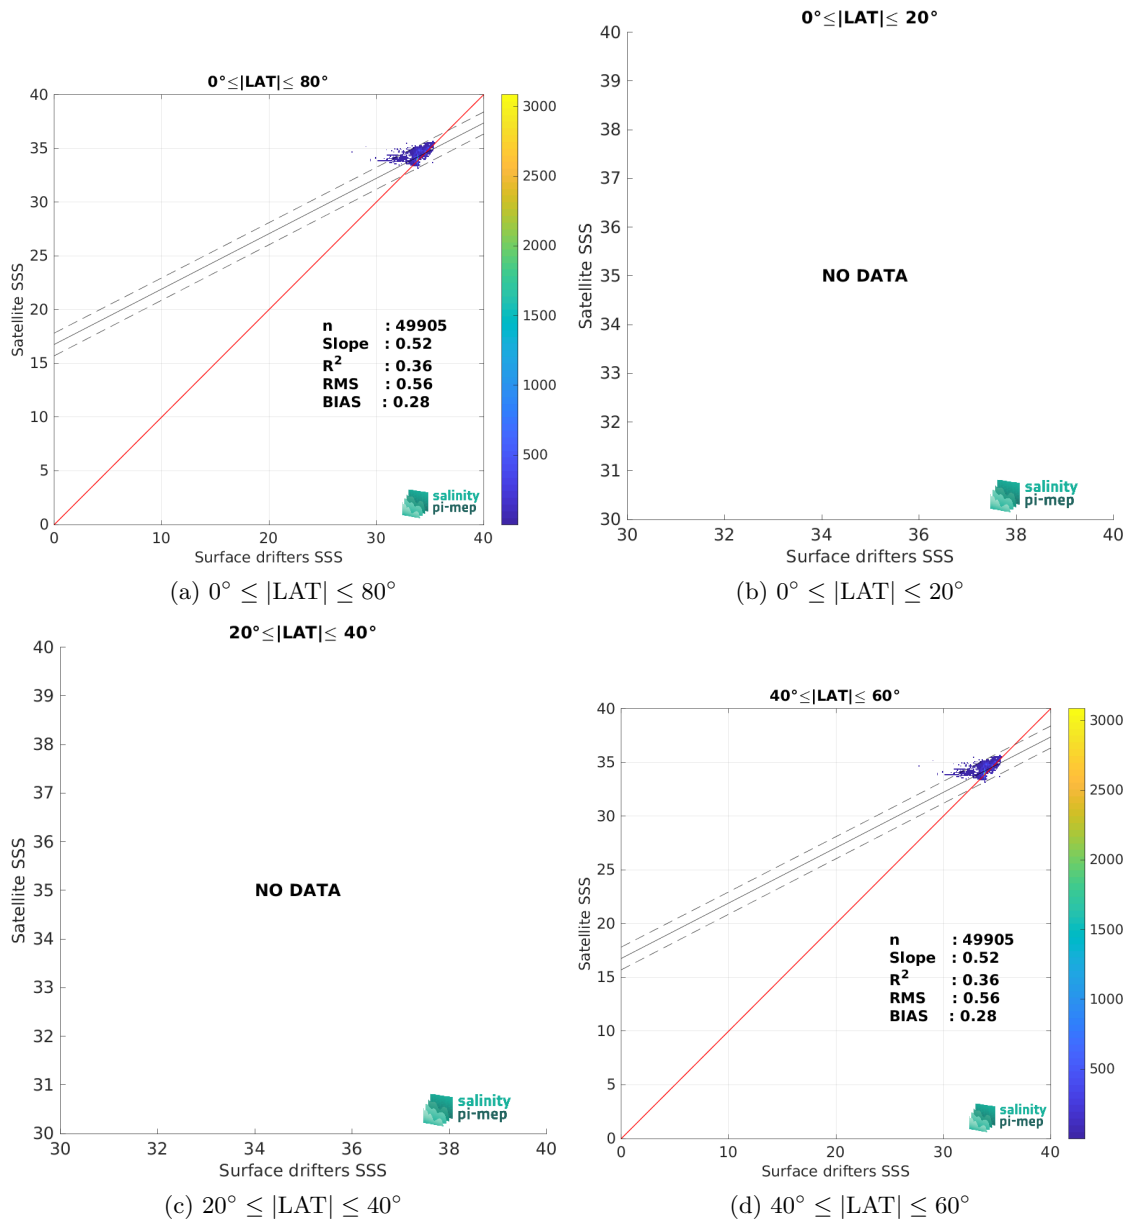 0°≤|LAT|≤ 80°
40
35
30
25
20
15
10
5
0
Satellite SSS
0
10
20
30
40
Surface drifters SSS
3000
2500
2000
1500
1000
500
n : 49905
Slope : 0.52
R² : 0.36
RMS : 0.56
BIAS : 0.28
salinity
pi-mep
(a) 0° ≤ |LAT| ≤ 80°
0°≤|LAT|≤ 20°
40
39
38
37
36
35
34
33
32
31
30
Satellite SSS
NO DATA
30
32
34
36
38
40
Surface drifters SSS
salinity
pi-mep
(b) 0° ≤ |LAT| ≤ 20°
20°≤|LAT|≤ 40°
40
39
38
37
36
35
34
33
32
31
30
Satellite SSS
NO DATA
30
32
34
36
38
40
Surface drifters SSS
salinity
pi-mep
(c) 20° ≤ |LAT| ≤ 40°
40°≤|LAT|≤ 60°
40
35
30
25
20
15
10
5
0
Satellite SSS
0
10
20
30
40
Surface drifters SSS
3000
2500
2000
1500
1000
500
n : 49905
Slope : 0.52
R² : 0.36
RMS : 0.56
BIAS : 0.28
salinity
pi-mep
(d) 40° ≤ |LAT| ≤ 60°